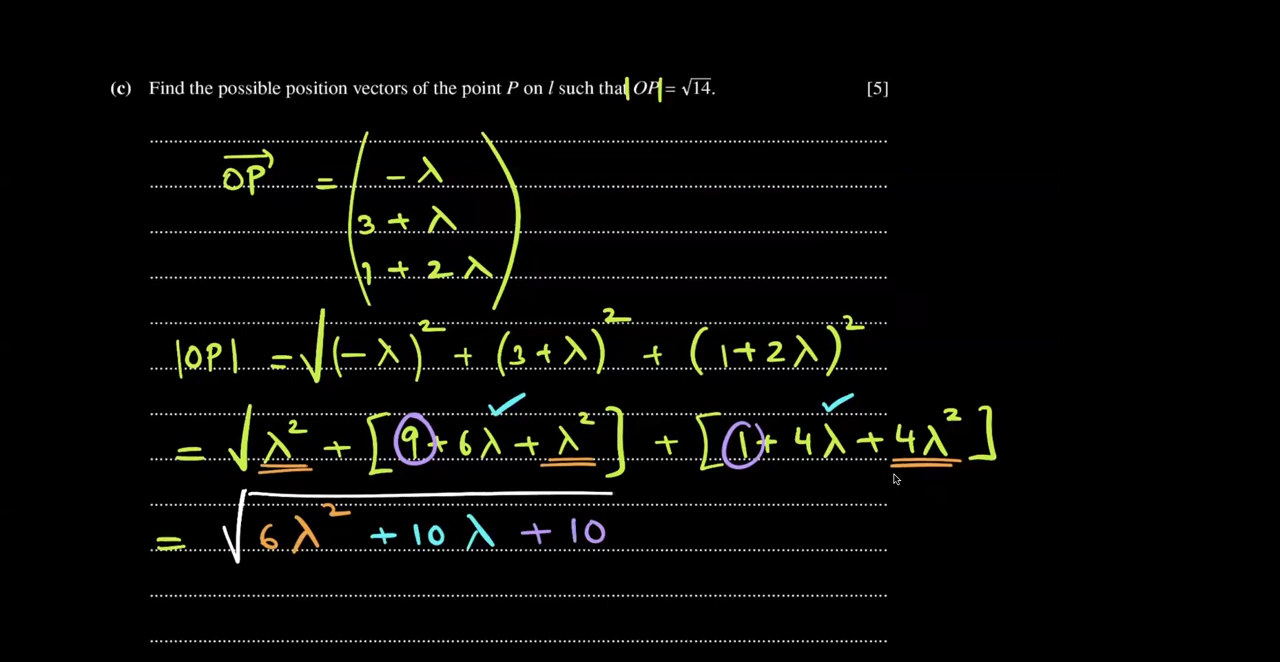 (c) Find the possible position vectors of the point P on l such that |OP| = √14. [5]
OP⃗ = ( -λ
3 + λ
1 + 2λ )
|OP| = √(-λ)² + (3+λ)² + (1+2λ)²
= √λ² + [9+6λ+λ²] + [1+4λ+4λ²]
= √6λ² + 10λ + 10